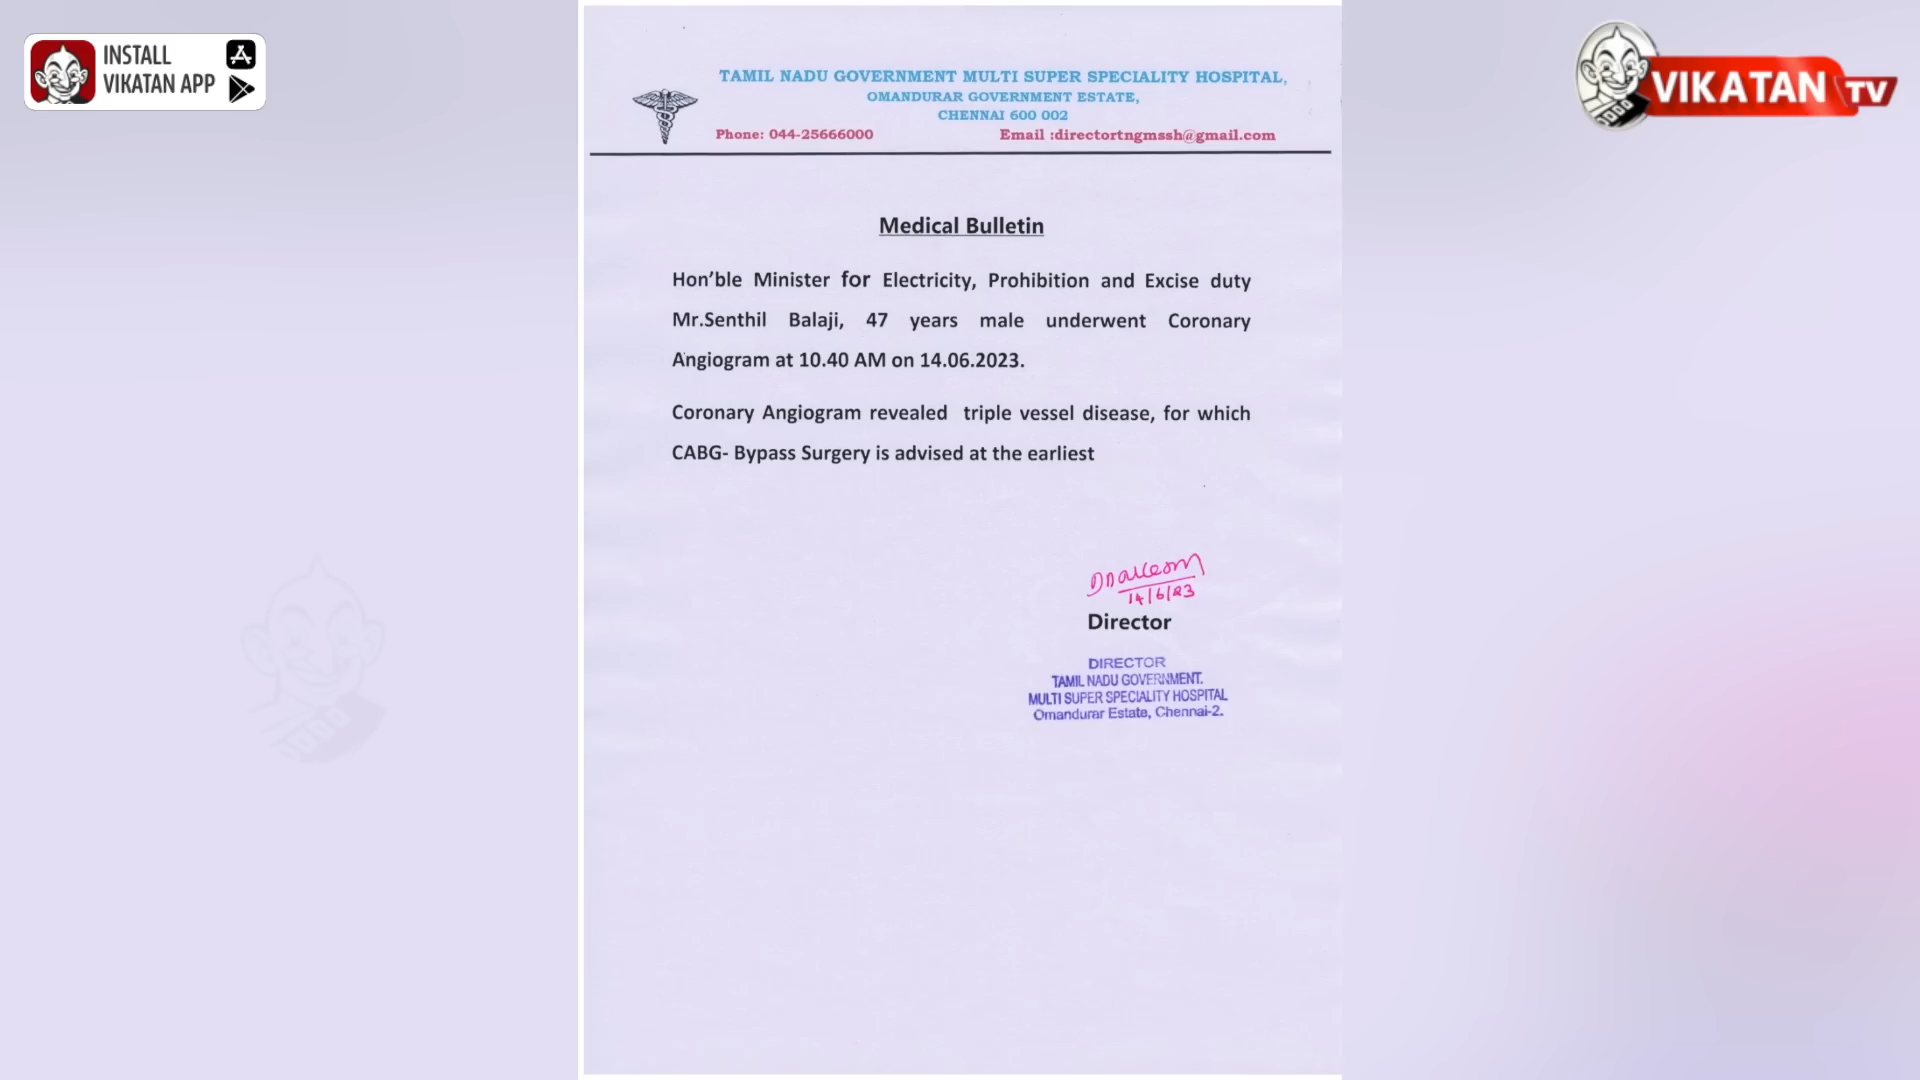 INSTALL
VIKATAN APP
VIKATAN TV
TAMIL NADU GOVERNMENT MULTI SUPER SPECIALITY HOSPITAL,
OMANDURAR GOVERNMENT ESTATE,
CHENNAI 600 002
Phone: 044-25666000 Email :directortngmssh@gmail.com
Medical Bulletin
Hon’ble Minister for Electricity, Prohibition and Excise duty
Mr.Senthil Balaji, 47 years male underwent Coronary
Angiogram at 10.40 AM on 14.06.2023.
Coronary Angiogram revealed triple vessel disease, for which
CABG- Bypass Surgery is advised at the earliest
14/6/23
Director
DIRECTOR
TAMIL NADU GOVERNMENT.
MULTI SUPER SPECIALITY HOSPITAL
Omandurar Estate, Chennai-2.